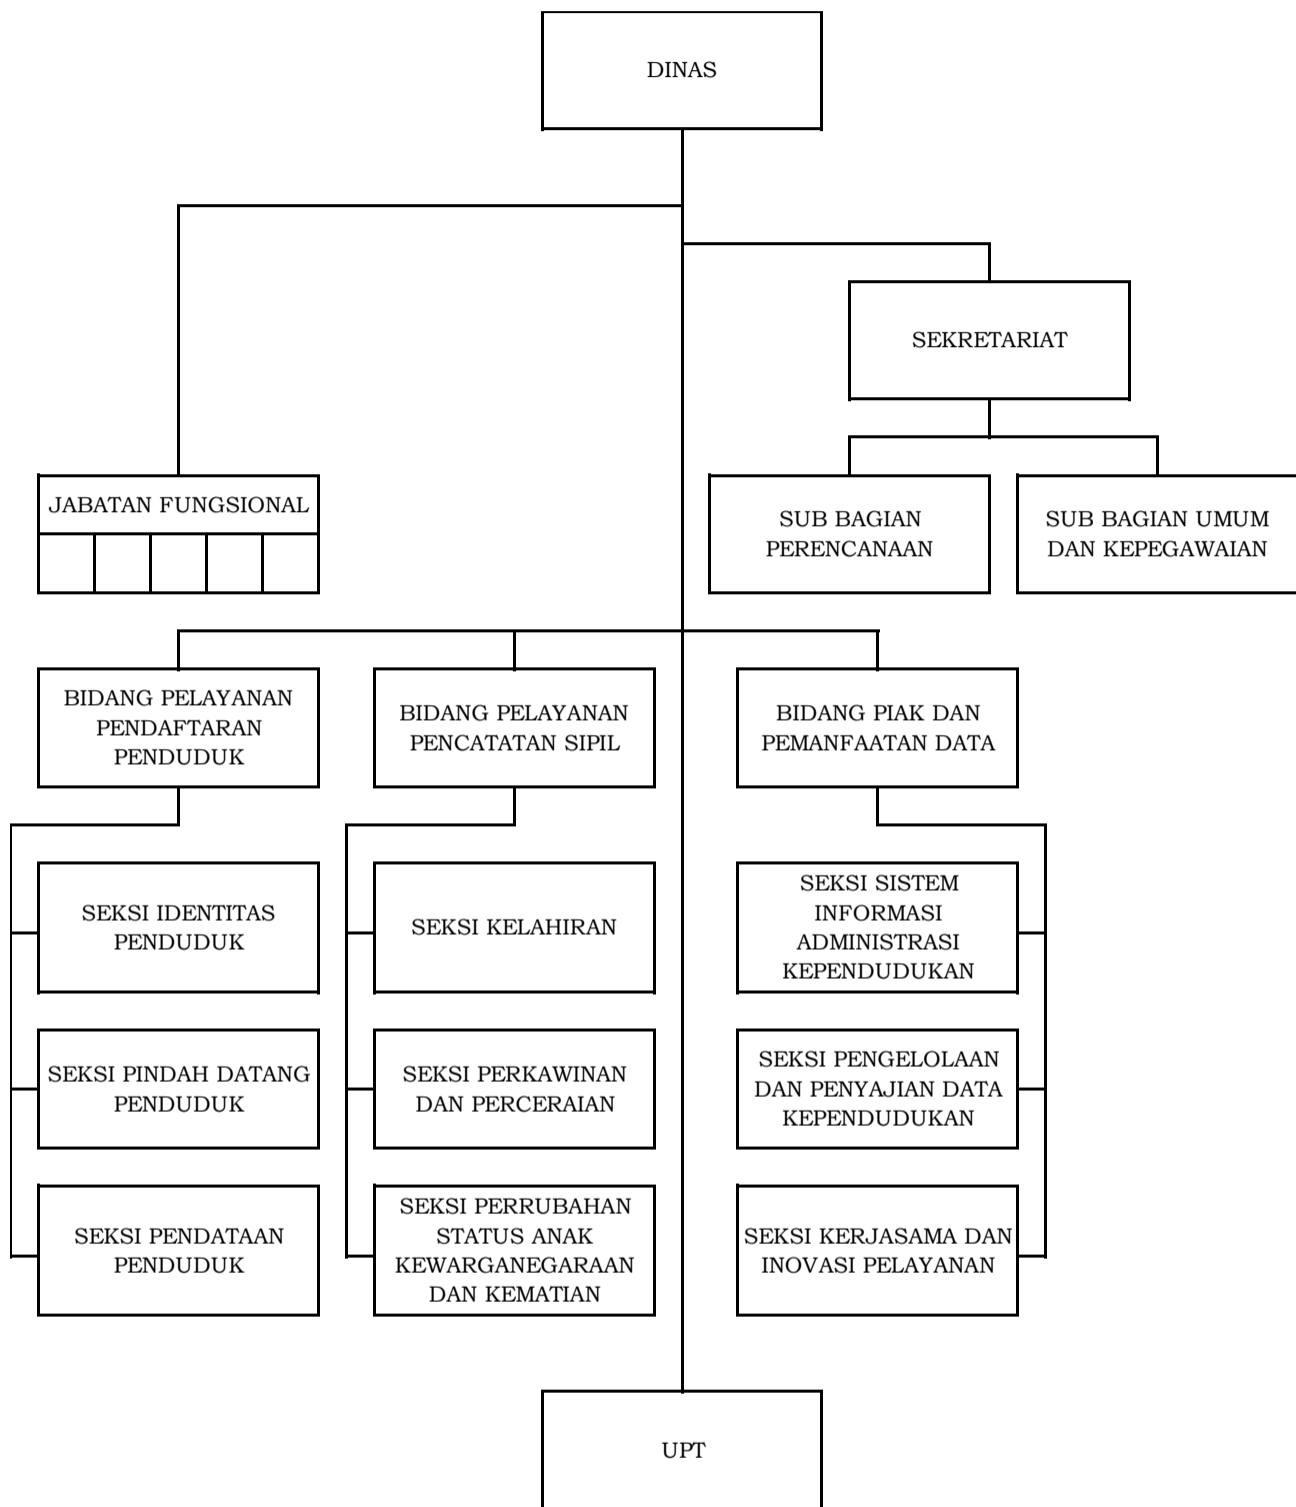 DINAS
SEKRETARIAT
JABATAN FUNGSIONAL
SUB BAGIAN
PERENCANAAN
SUB BAGIAN UMUM
DAN KEPEGAWAIAN
BIDANG PELAYANAN
PENDAFTARAN
PENDUDUK
BIDANG PELAYANAN
PENCATATAN SIPIL
BIDANG PIAK DAN
PEMANFAATAN DATA
SEKSI IDENTITAS
PENDUDUK
SEKSI KELAHIRAN
SEKSI SISTEM
INFORMASI
ADMINISTRASI
KEPENDUDUKAN
SEKSI PINDAH DATANG
PENDUDUK
SEKSI PERKAWINAN
DAN PERCERAIAN
SEKSI PENGELOLAAN
DAN PENYAJIAN DATA
KEPENDUDUKAN
SEKSI PENDATAAN
PENDUDUK
SEKSI PERRUBAHAN
STATUS ANAK
KEWARGANEGARAAN
DAN KEMATIAN
SEKSI KERJASAMA DAN
INOVASI PELAYANAN
UPT